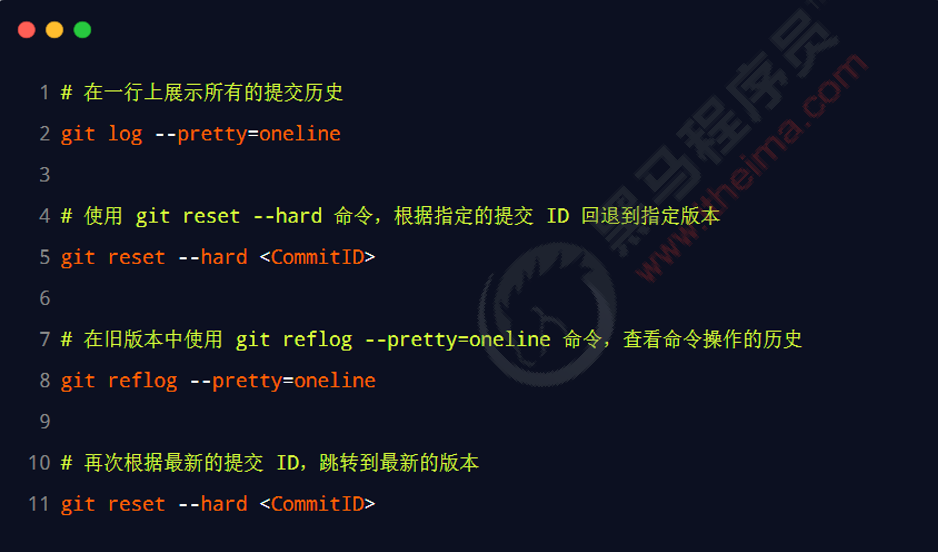 1 # 在一行上展示所有的提交历史
2 git log --pretty=oneline
3
4 # 使用 git reset --hard 命令，根据指定的提交 ID 回退到指定版本
5 git reset --hard <CommitID>
6
7 # 在旧版本中使用 git reflog --pretty=oneline 命令，查看命令操作的历史
8 git reflog --pretty=oneline
9
10 # 再次根据最新的提交 ID，跳转到最新的版本
11 git reset --hard <CommitID>
黑马程序员
www.itheima.com